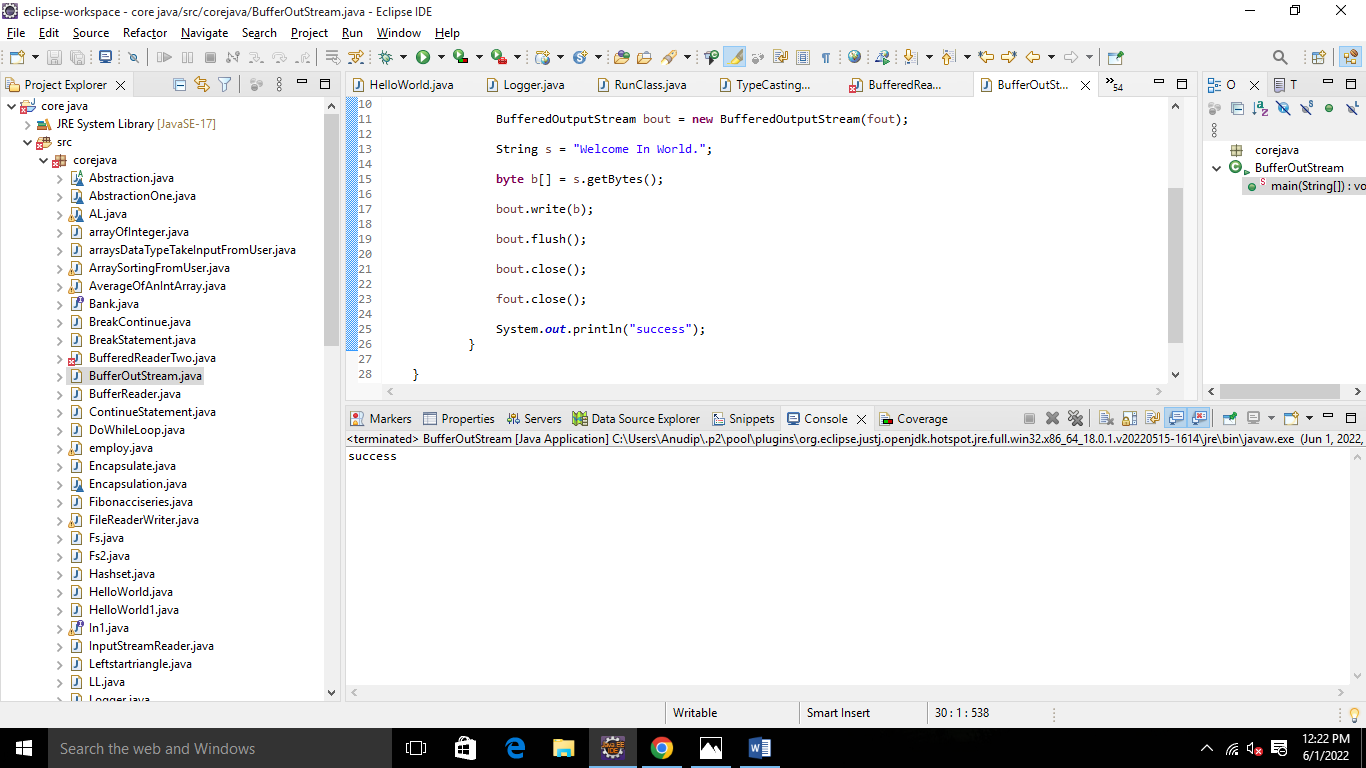 eclipse-workspace - core java/src/corejava/BufferOutStream.java - Eclipse IDE
File Edit Source Refactor Navigate Search Project Run Window Help
Project Explorer
core java
JRE System Library [JavaSE-17]
src
corejava
Abstraction.java
AbstractionOne.java
AL.java
arrayOfInteger.java
arraysDataTypeTakeInputFromUser.java
ArraySortingFromUser.java
AverageOfAnIntArray.java
Bank.java
BreakContinue.java
BreakStatement.java
BufferedReaderTwo.java
BufferOutStream.java
BufferReader.java
ContinueStatement.java
DoWhileLoop.java
employ.java
Encapsulate.java
Encapsulation.java
Fibonacciseries.java
FileReaderWriter.java
Fs.java
Fs2.java
Hashset.java
HelloWorld.java
HelloWorld1.java
In1.java
InputStreamReader.java
Leftstartriangle.java
LL.java
Logger.java
HelloWorld.java Logger.java RunClass.java TypeCasting... BufferedRea... BufferOutSt... »54
10
11 BufferedOutputStream bout = new BufferedOutputStream(fout);
12
13 String s = "Welcome In World.";
14
15 byte b[] = s.getBytes();
16
17 bout.write(b);
18
19 bout.flush();
20
21 bout.close();
22
23 fout.close();
24
25 System.out.println("success");
26 }
27
28 }
O T
corejava
BufferOutStream
main(String[]) : vo
Markers Properties Servers Data Source Explorer Snippets Console Coverage
<terminated> BufferOutStream [Java Application] C:\Users\Anudip\.p2\pool\plugins\org.eclipse.justj.openjdk.hotspot.jre.full.win32.x86_64_18.0.1.v20220515-1614\jre\bin\javaw.exe (Jun 1, 2022,
success
Writable Smart Insert 30 : 1 : 538
Search the web and Windows
12:22 PM
6/1/2022